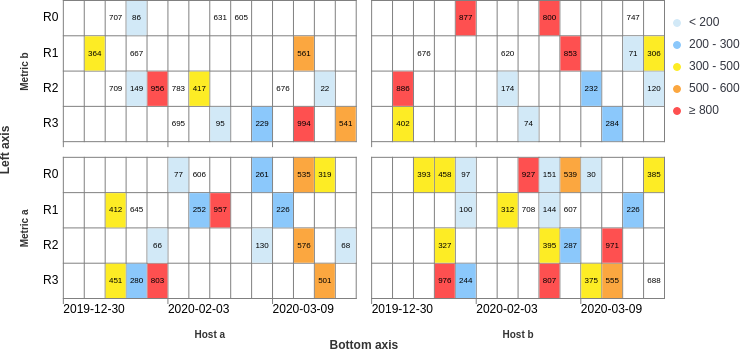 R0 707 86 631 605 877 800 747
R1 364 667 561 676 620 853 71 306
R2 709 149 956 783 417 676 22 886 174 232 120
R3 695 95 229 994 541 402 74 284
Metric b
R0 77 606 261 535 319 393 458 97 927 151 539 30 385
R1 412 645 252 957 226 100 312 708 144 607 226
R2 66 130 576 68 327 395 287 971
R3 451 280 803 501 976 244 807 375 555 688
Metric a
Left axis
2019-12-30 2020-02-03 2020-03-09 2019-12-30 2020-02-03 2020-03-09
Host a Host b
Bottom axis
< 200
200 - 300
300 - 500
500 - 600
≥ 800